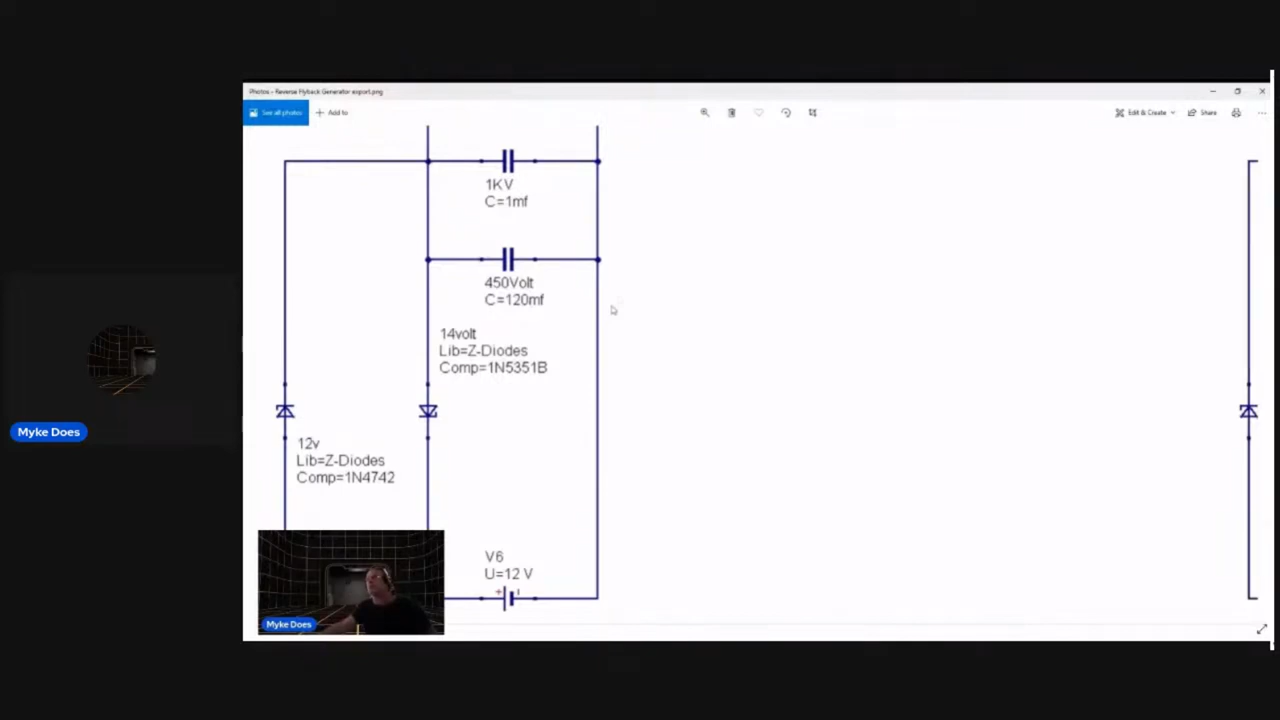 Photos - Reverse Flyback Generator export.png
See all photos
Add to
Edit & Create
Share
1KV
C=1mf
450Volt
C=120mf
14volt
Lib=Z-Diodes
Comp=1N5351B
12v
Lib=Z-Diodes
Comp=1N4742
V6
U=12 V
+
Myke Does
Myke Does